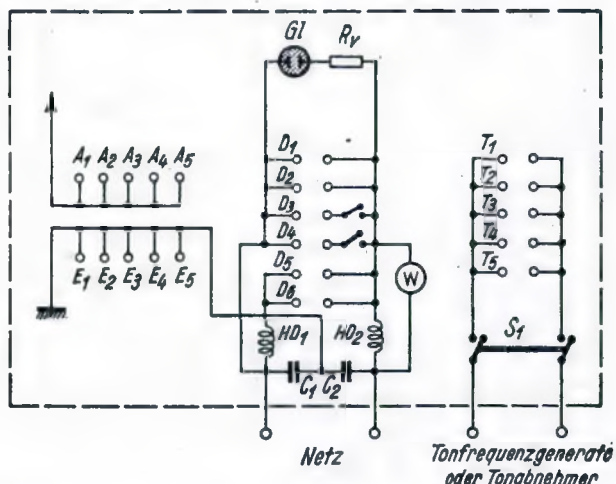 Gl Rv
A1 A2 A3 A4 A5
E1 E2 E3 E4 E5
D1
D2
D3
D4
D5
D6
HD1 HD2
C1 C2
W
T1
T2
T3
T4
T5
S1
Netz
Tonfrequenzgenerate
oder Tonabnehmer